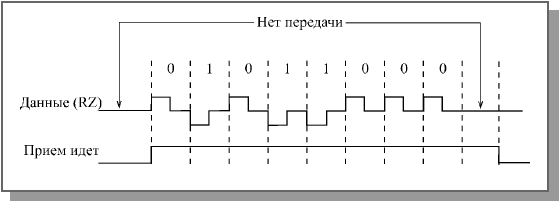 Нет передачи
0 1 0 1 1 0 0 0
Данные (RZ)
Прием идет